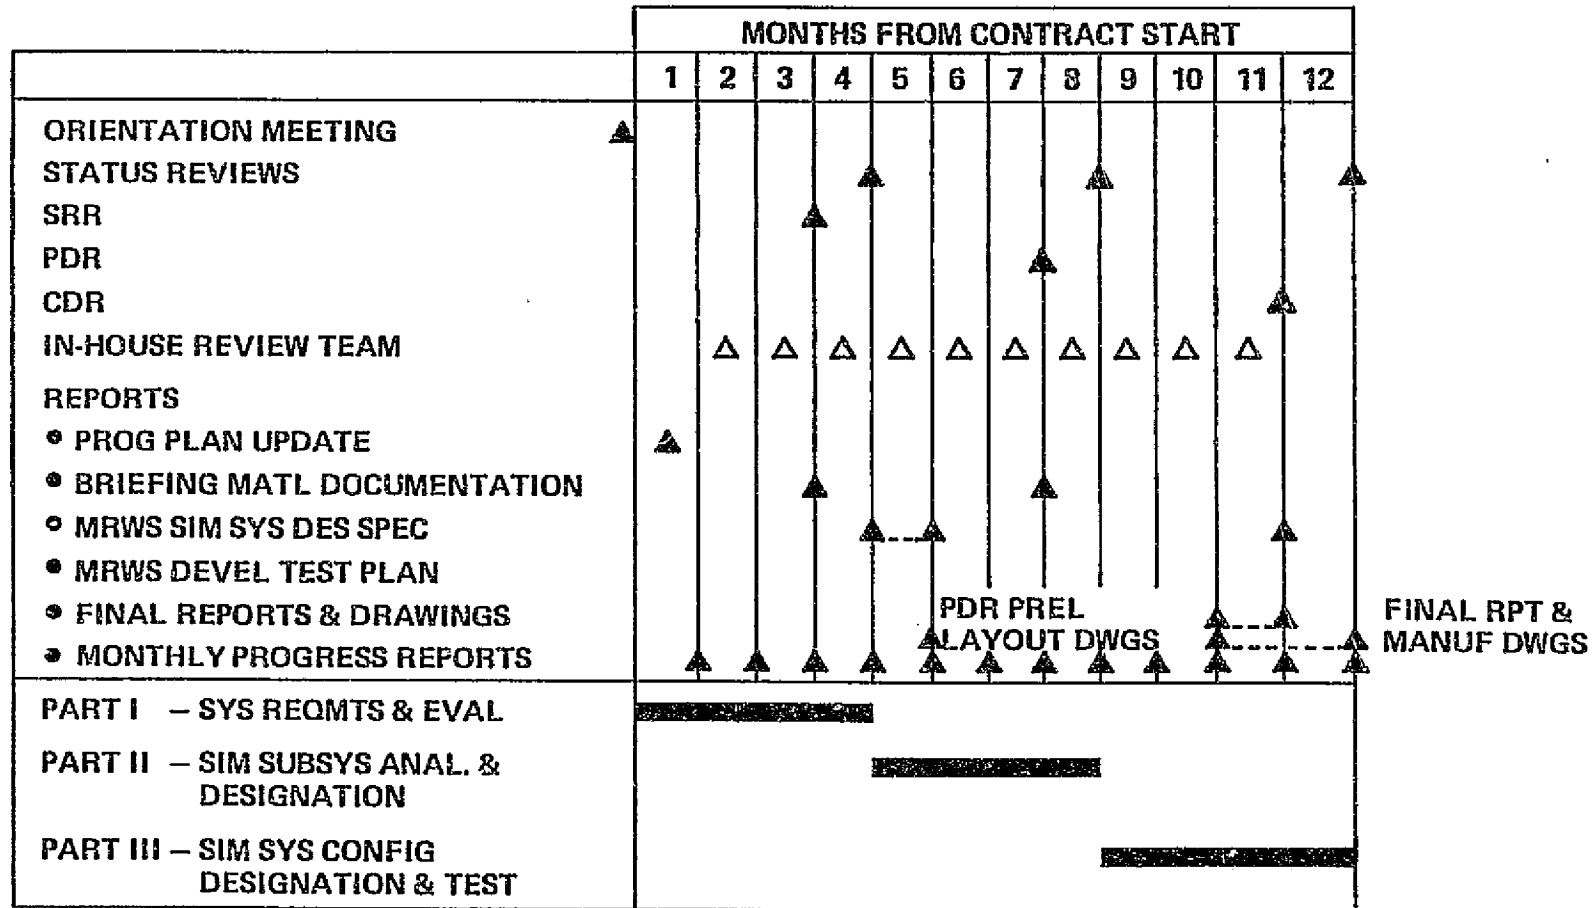 MONTHS FROM CONTRACT START
1 2 3 4 5 6 7 8 9 10 11 12
ORIENTATION MEETING
STATUS REVIEWS
SRR
PDR
CDR
IN-HOUSE REVIEW TEAM
REPORTS
• PROG PLAN UPDATE
• BRIEFING MATL DOCUMENTATION
• MRWS SIM SYS DES SPEC
• MRWS DEVEL TEST PLAN
• FINAL REPORTS & DRAWINGS
PDR PREL
LAYOUT DWGS
FINAL RPT &
MANUF DWGS
• MONTHLY PROGRESS REPORTS
PART I – SYS REQMTS & EVAL
PART II – SIM SUBSYS ANAL. &
DESIGNATION
PART III – SIM SYS CONFIG
DESIGNATION & TEST